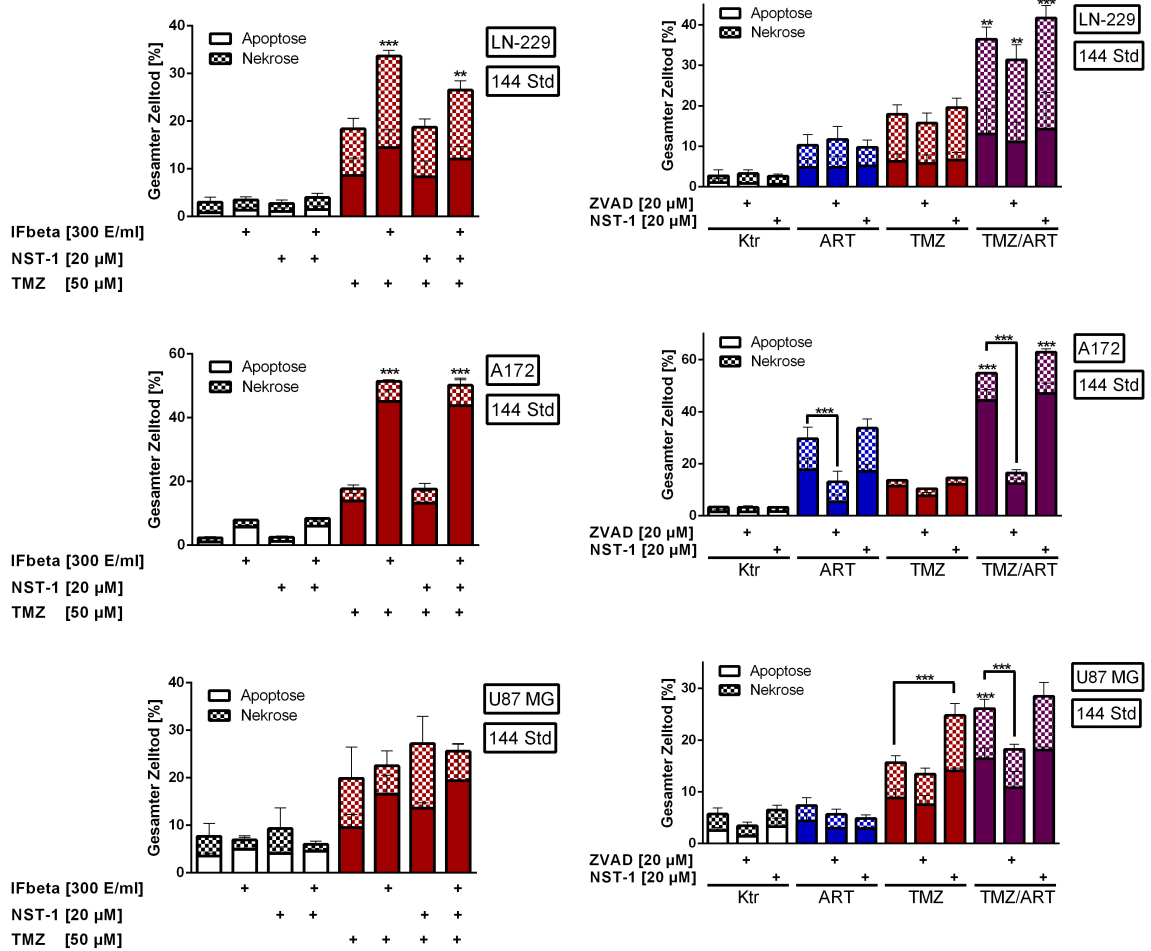 40
30
20
10
0
Gesamter Zelltod [%]
Apoptose
Nekrose
LN-229
144 Std
***
**
IFbeta [300 E/ml] + + + +
NST-1 [20 µM] + + + +
TMZ [50 µM] + + + +
40
30
20
10
0
Gesamter Zelltod [%]
Apoptose
Nekrose
LN-229
144 Std
**
**
***
ZVAD [20 µM] + + + +
NST-1 [20 µM] + + + +
Ktr ART TMZ TMZ/ART
60
40
20
0
Gesamter Zelltod [%]
Apoptose
Nekrose
A172
144 Std
***
***
IFbeta [300 E/ml] + + + +
NST-1 [20 µM] + + + +
TMZ [50 µM] + + + +
60
40
20
0
Gesamter Zelltod [%]
Apoptose
Nekrose
A172
144 Std
***
***
***
***
ZVAD [20 µM] + + + +
NST-1 [20 µM] + + + +
Ktr ART TMZ TMZ/ART
40
30
20
10
0
Gesamter Zelltod [%]
Apoptose
Nekrose
U87 MG
144 Std
IFbeta [300 E/ml] + + + +
NST-1 [20 µM] + + + +
TMZ [50 µM] + + + +
30
20
10
0
Gesamter Zelltod [%]
Apoptose
Nekrose
U87 MG
144 Std
***
***
***
ZVAD [20 µM] + + + +
NST-1 [20 µM] + + + +
Ktr ART TMZ TMZ/ART